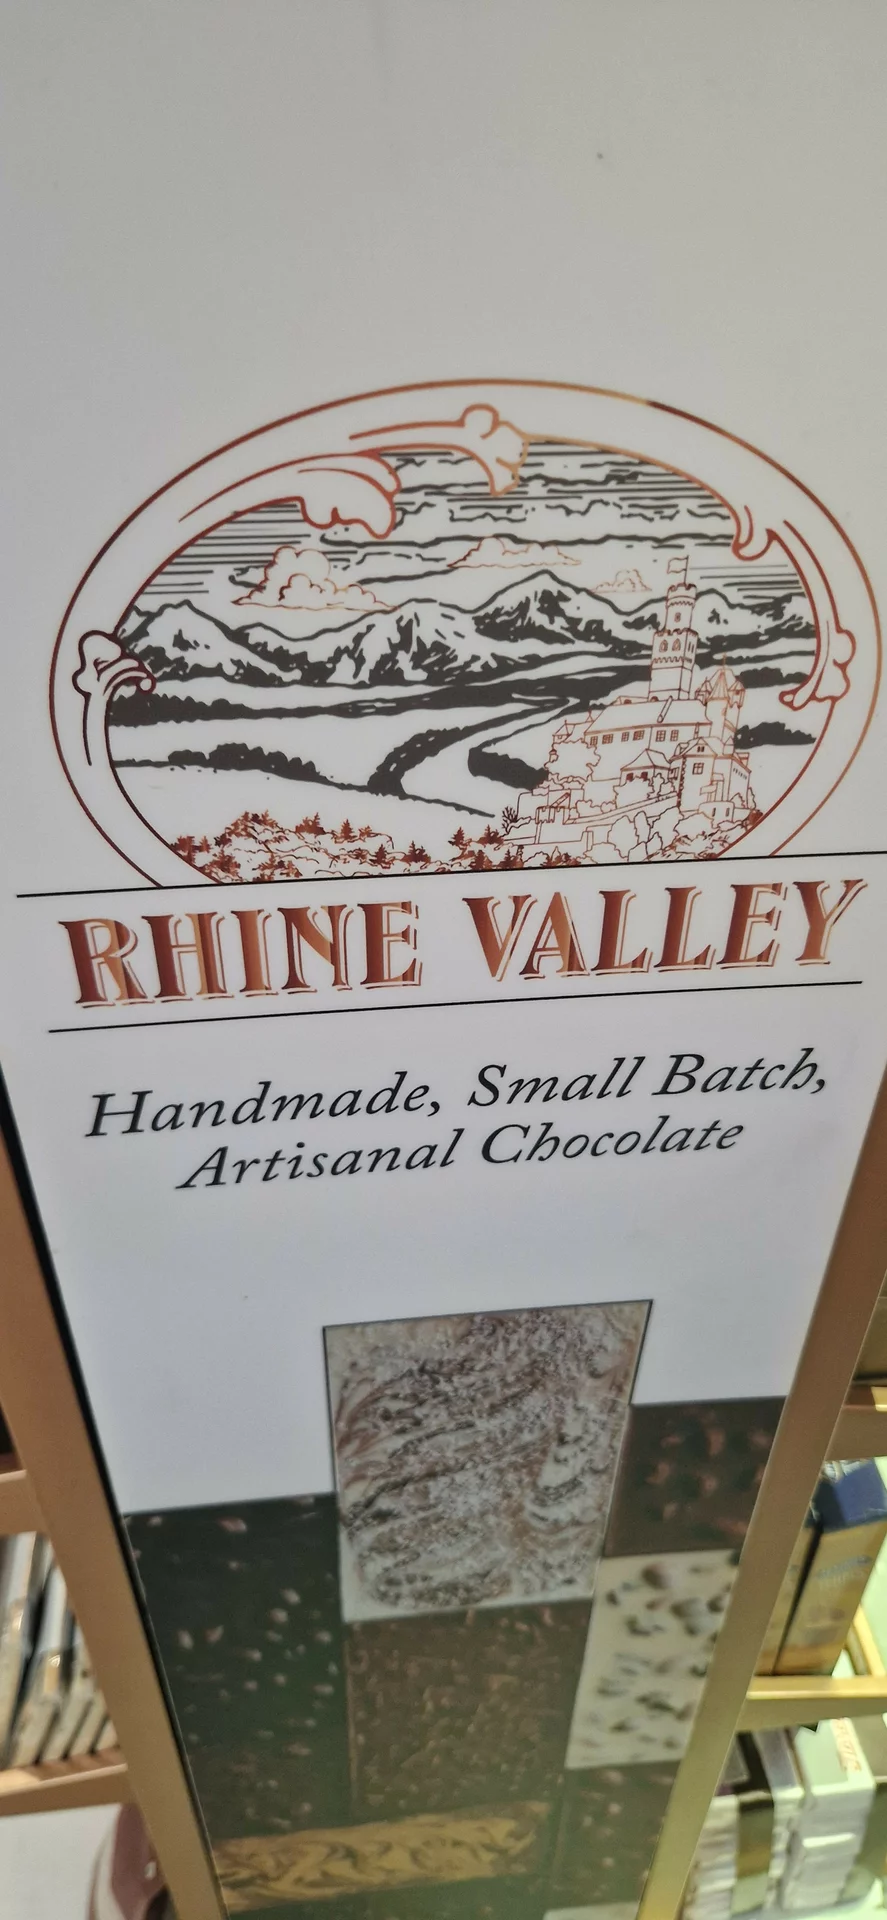 RHINE VALLEY
Handmade, Small Batch,
Artisanal Chocolate